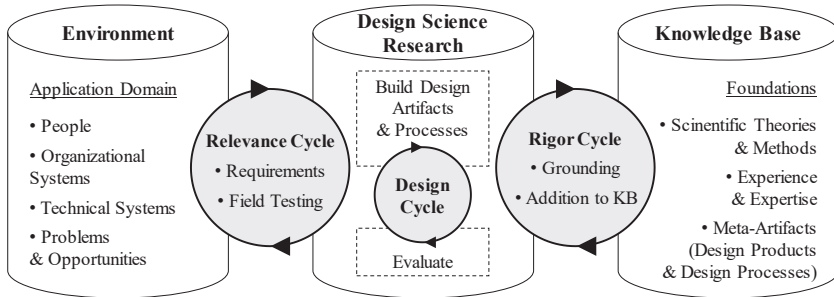 Environment
Application Domain
• People
• Organizational
Systems
• Technical Systems
• Problems
& Opportunities
Relevance Cycle
• Requirements
• Field Testing
Design Science
Research
Build Design
Artifacts
& Processes
Design
Cycle
Evaluate
Rigor Cycle
• Grounding
• Addition to KB
Knowledge Base
Foundations
• Scinentific Theories
& Methods
• Experience
& Expertise
• Meta-Artifacts
(Design Products
& Design Processes)